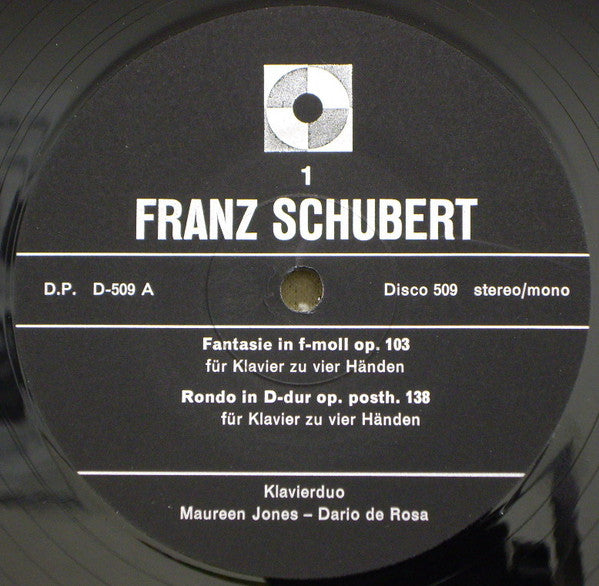 1
FRANZ SCHUBERT
D.P. D-509 A Disco 509 stereo/mono
Fantasie in f-moll op. 103
für Klavier zu vier Händen
Rondo in D-dur op. posth. 138
für Klavier zu vier Händen
Klavierduo
Maureen Jones – Dario de Rosa